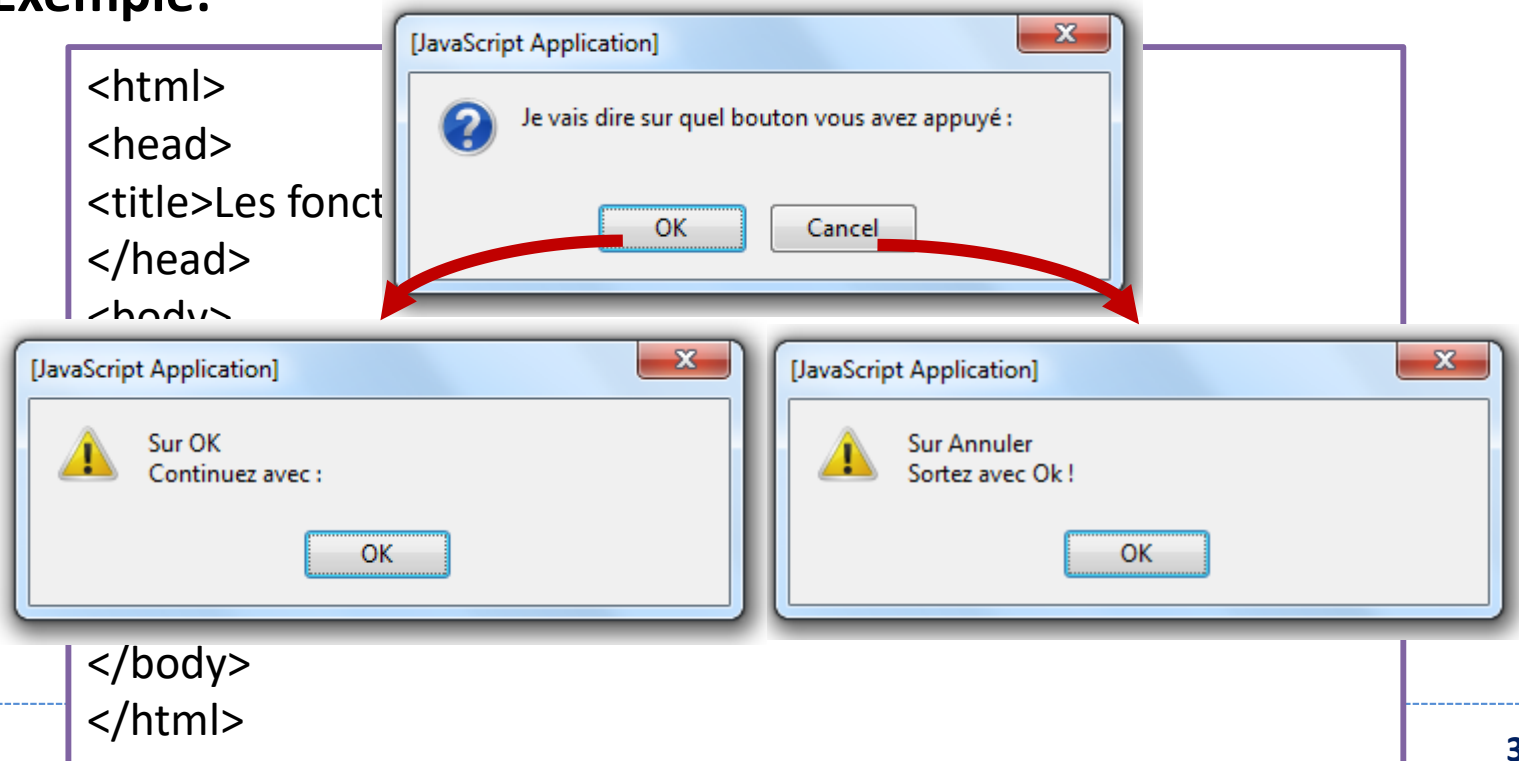 Exemple:
[JavaScript Application]
x
<html>
Je vais dire sur quel bouton vous avez appuyé :
<head>
<title>Les fonct
OK Cancel
</head>
<body>
[JavaScript Application]
x
Sur OK
Continuez avec :
OK
[JavaScript Application]
x
Sur Annuler
Sortez avec Ok !
OK
</body>
</html>
3